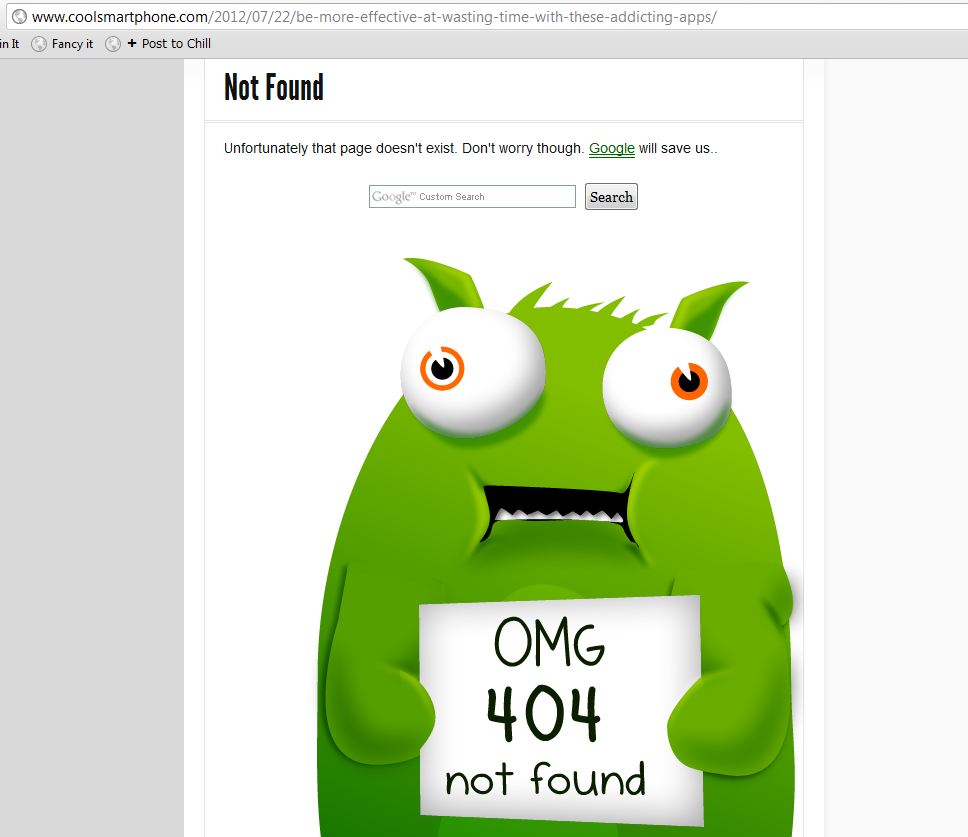 www.coolsmartphone.com/2012/07/22/be-more-effective-at-wasting-time-with-these-addicting-apps/
in It Fancy it + Post to Chill
Not Found
Unfortunately that page doesn't exist. Don't worry though. Google will save us..
Google™ Custom Search Search
OMG
404
not found